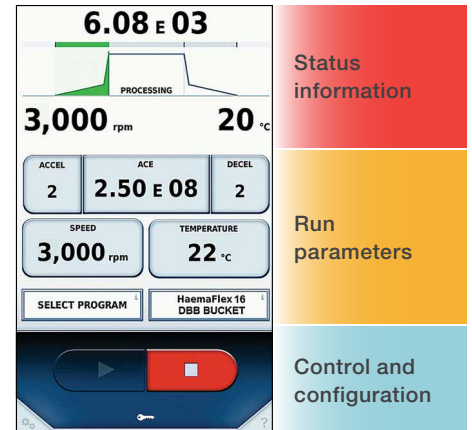 6.08 E 03
PROCESSING
3,000 rpm 20 °C
ACCEL ACE DECEL
2 2.50 E 08 2
SPEED TEMPERATURE
3,000 rpm 22 °C
SELECT PROGRAM i HaemaFlex 16 i
DBB BUCKET
?
Status
information
Run
parameters
Control and
configuration